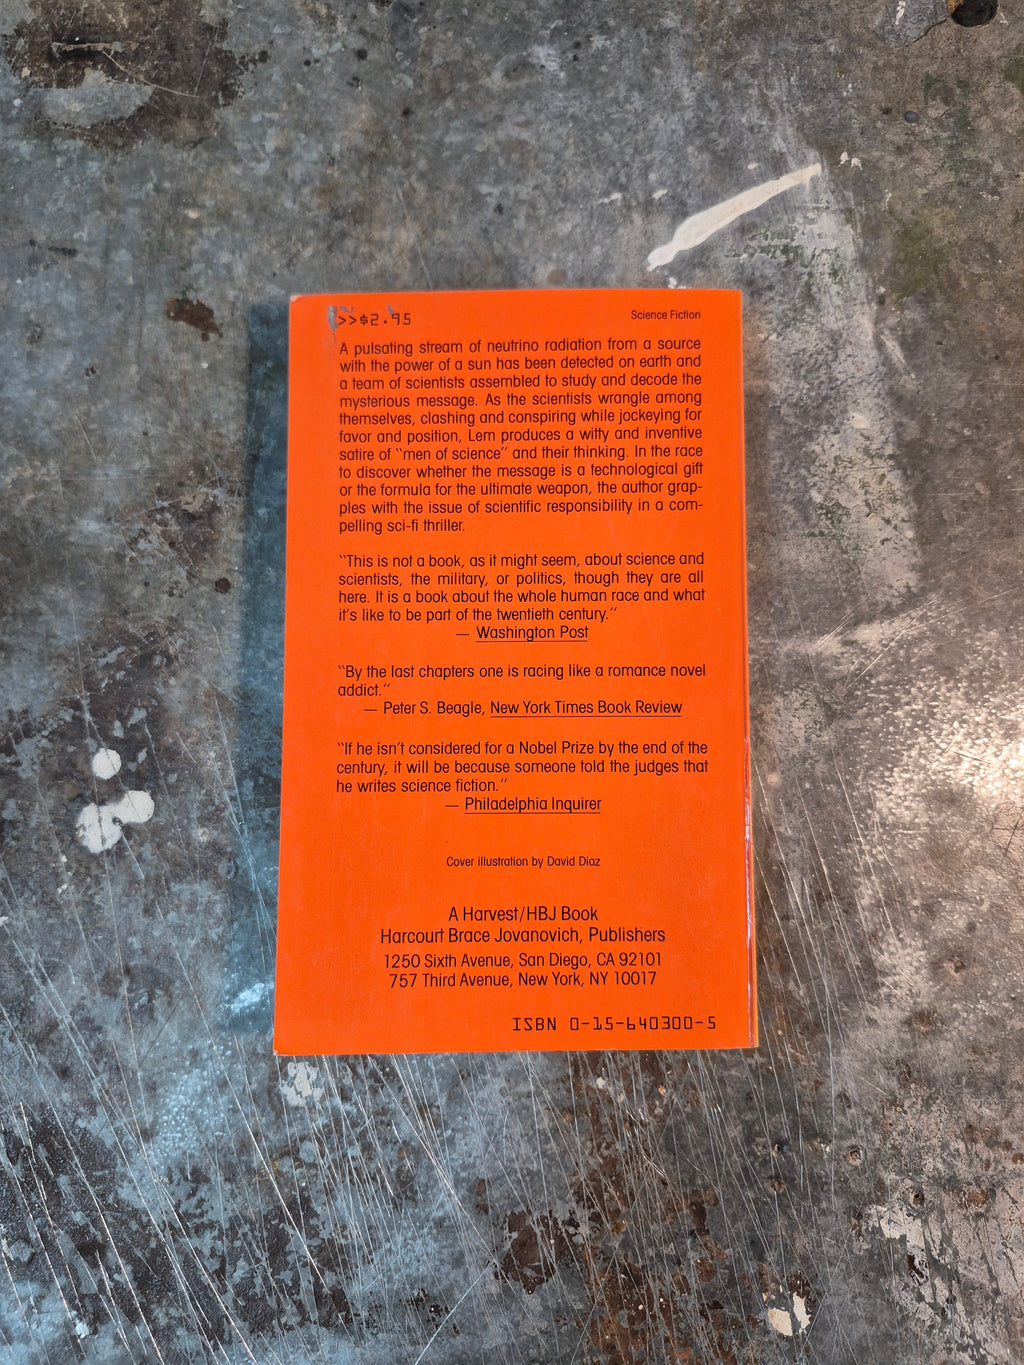 >>$2.95
Science Fiction
A pulsating stream of neutrino radiation from a source
with the power of a sun has been detected on earth and
a team of scientists assembled to study and decode the
mysterious message. As the scientists wrangle among
themselves, clashing and conspiring while jockeying for
favor and position, Lem produces a witty and inventive
satire of "men of science" and their thinking. In the race
to discover whether the message is a technological gift
or the formula for the ultimate weapon, the author grap-
ples with the issue of scientific responsibility in a com-
pelling sci-fi thriller.
"This is not a book, as it might seem, about science and
scientists, the military, or politics, though they are all
here. It is a book about the whole human race and what
it's like to be part of the twentieth century."
— Washington Post
"By the last chapters one is racing like a romance novel
addict."
— Peter S. Beagle, New York Times Book Review
"If he isn't considered for a Nobel Prize by the end of the
century, it will be because someone told the judges that
he writes science fiction."
— Philadelphia Inquirer
Cover illustration by David Diaz
A Harvest/HBJ Book
Harcourt Brace Jovanovich, Publishers
1250 Sixth Avenue, San Diego, CA 92101
757 Third Avenue, New York, NY 10017
ISBN 0-15-640300-5